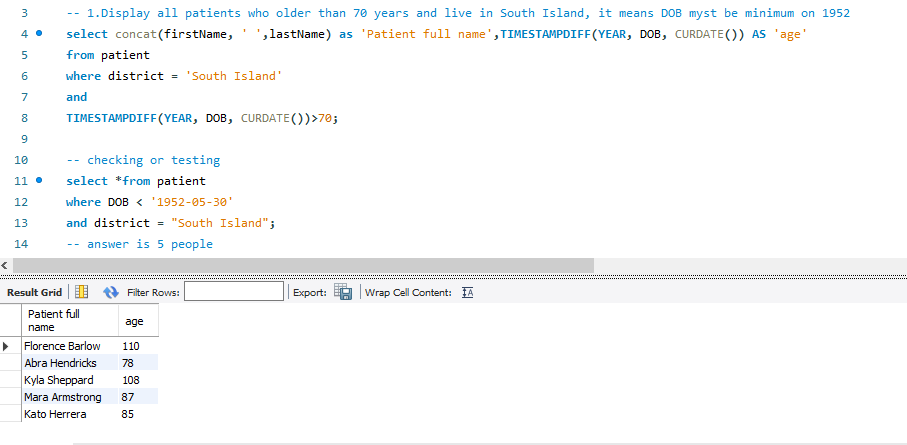 3 -- 1.Display all patients who older than 70 years and live in South Island, it means DOB myst be minimum on 1952
4 select concat(firstName, ' ',lastName) as 'Patient full name',TIMESTAMPDIFF(YEAR, DOB, CURDATE()) AS 'age'
5 from patient
6 where district = 'South Island'
7 and
8 TIMESTAMPDIFF(YEAR, DOB, CURDATE())>70;
9
10 -- checking or testing
11 select *from patient
12 where DOB < '1952-05-30'
13 and district = "South Island";
14 -- answer is 5 people
Result Grid Filter Rows: Export: Wrap Cell Content: IA
Patient full
name age
Florence Barlow 110
Abra Hendricks 78
Kyla Sheppard 108
Mara Armstrong 87
Kato Herrera 85